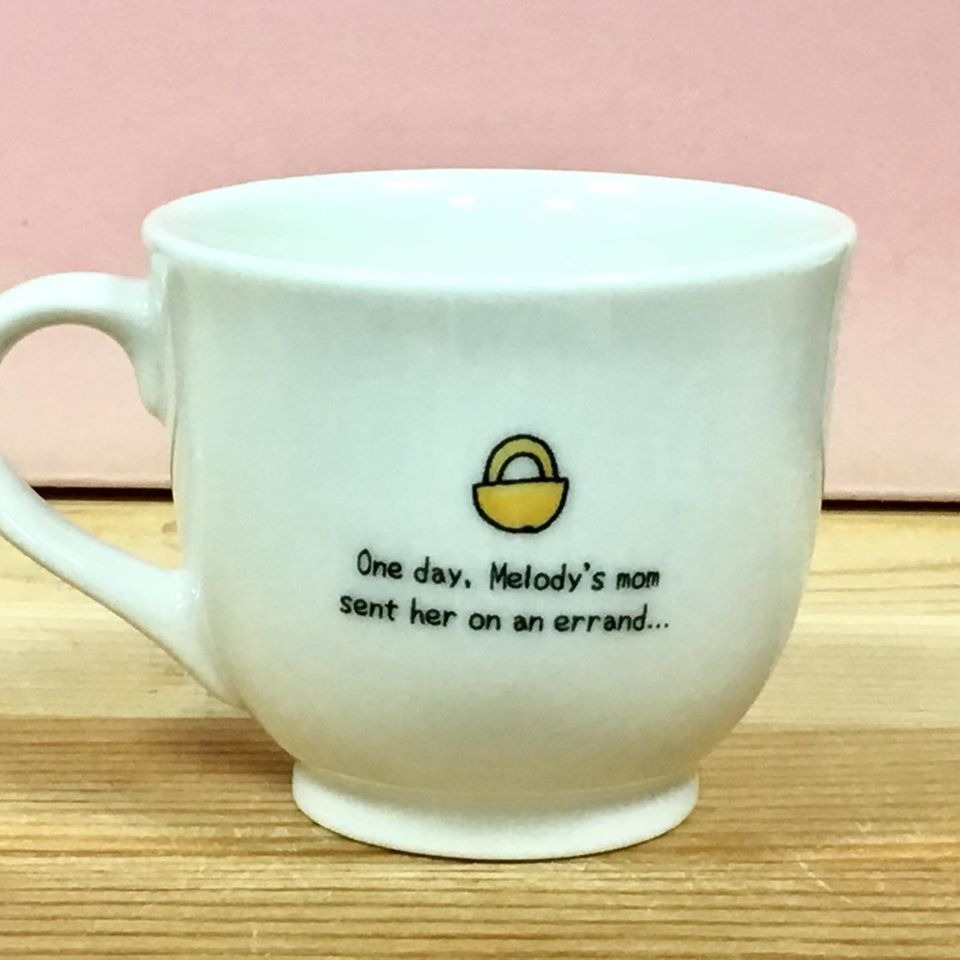 One day, Melody's mom
sent her on an errand...